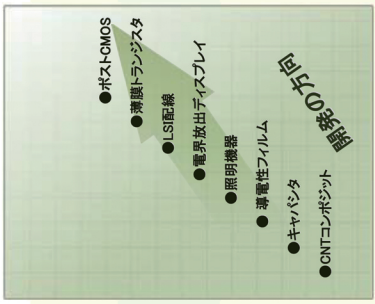 ●ポストCMOS
●薄膜トランジスタ
●LSI配線
●電界放出ディスプレイ
●照明機器
●導電性フィルム
●キャパシタ
●CNTコンポジット
開発の方向